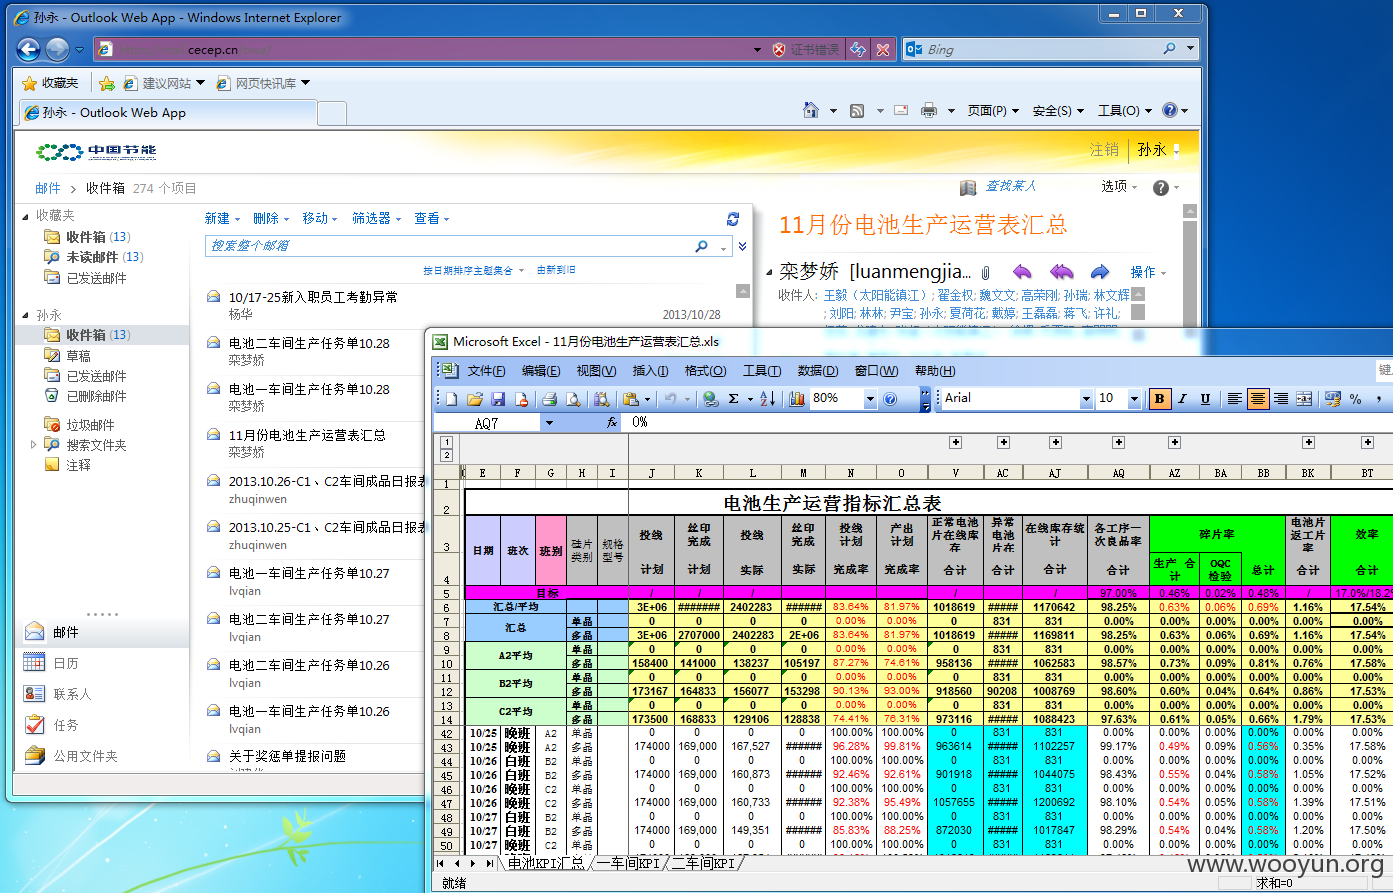 孙永 - Outlook Web App - Windows Internet Explorer
cecep.cn
证书错误
Bing
收藏夹
建议网站
网页快讯库
孙永 - Outlook Web App
页面(P)
安全(S)
工具(O)
中国节能
注销
孙永
邮件 › 收件箱 274 个项目
查找某人
选项
收藏夹
收件箱 (13)
未读邮件 (13)
已发送邮件
孙永
收件箱 (13)
草稿
已发送邮件
已删除邮件
垃圾邮件
搜索文件夹
注释
邮件
日历
联系人
任务
公用文件夹
新建 删除 移动 筛选器 查看
搜索整个邮箱
按日期排序主题集合 由新到旧
10/17-25新入职员工考勤异常
杨华
2013/10/28
电池二车间生产任务单10.28
栾梦娇
电池一车间生产任务单10.28
栾梦娇
11月份电池生产运营表汇总
栾梦娇
2013.10.26-C1、C2车间成品日报表
zhuqinwen
2013.10.25-C1、C2车间成品日报表
zhuqinwen
电池一车间生产任务单10.27
lvqian
电池二车间生产任务单10.27
lvqian
电池二车间生产任务单10.26
lvqian
电池一车间生产任务单10.26
lvqian
关于奖惩单提报问题
11月份电池生产运营表汇总
栾梦娇 [luanmengjia...
操作
收件人: 王毅（太阳能镇江）; 翟金权; 魏文文; 高荣刚; 孙瑞; 林文辉
; 刘阳; 林林; 尹宝; 孙永; 夏荷花; 戴婷; 王磊磊; 蒋飞; 许礼;
Microsoft Excel - 11月份电池生产运营表汇总.xls
文件(F) 编辑(E) 视图(V) 插入(I) 格式(O) 工具(T) 数据(D) 窗口(W) 帮助(H)
键
80%
Arial
10
B I U
AQ7
fx 0%
1
2
E F G H I J K L M N O V AC AJ AQ AZ BA BB BK BT
1
2 电池生产运营指标汇总表
3
4
日期 班次 班别 硅片类别 规格型号
投线 计划
丝印完成 计划
投线 实际
丝印完成 实际
投线计划 完成率
产出计划 完成率
正常电池片在线库存 合计
异常电池片在 合计
在线库存统计 合计
各工序一次良品率 合计
碎片率
生产 合计
OQC检验
总计
电池片返工片率 合计
效率 合计
5 目标 / / / / 97.00% 0.46% 0.02% 0.48% / 17.0%/18.2%
6 汇总/平均 3E+06 ####### 2402283 ###### 83.64% 81.97% 1018619 ##### 1170642 98.25% 0.63% 0.06% 0.69% 1.16% 17.54%
7 汇总 单晶 0 0 0 0 0.00% 0.00% 0 831 831 0.00% 0.00% 0.00% 0.00% 0.00% 0.00%
8 多晶 3E+06 2707000 2402283 2E+06 83.64% 81.97% 1018619 ##### 1169811 98.25% 0.63% 0.06% 0.69% 1.16% 17.54%
9 A2平均 单晶 0 0 0 0 0.00% 0.00% 0 831 831 0.00% 0.00% 0.00% 0.00% 0.00% 0.00%
10 多晶 158400 141000 138237 105197 87.27% 74.61% 958136 ##### 1062583 98.57% 0.73% 0.09% 0.81% 0.76% 17.58%
11 B2平均 单晶 0 0 0 0 0.00% 0.00% 0 831 831 0.00% 0.00% 0.00% 0.00% 0.00% 0.00%
12 多晶 173167 164833 156077 153298 90.13% 93.00% 918560 90208 1008769 98.60% 0.60% 0.04% 0.64% 0.86% 17.53%
13 C2平均 单晶 0 0 0 0 0.00% 0.00% 0 831 831 0.00% 0.00% 0.00% 0.00% 0.00% 0.00%
14 多晶 173500 168833 129106 128838 74.41% 76.31% 973116 ##### 1088423 97.63% 0.61% 0.05% 0.66% 1.79% 17.53%
42 10/25 晚班 A2 单晶 0 0 0 0 100.00% 100.00% 0 831 831 0.00% 0.00% 0.00% 0.00% 0.00% 0.00%
43 10/25 晚班 A2 多晶 174000 169,000 167,527 ###### 96.28% 99.81% 963614 ##### 1102257 99.17% 0.49% 0.09% 0.56% 0.35% 17.58%
44 10/26 白班 B2 单晶 0 0 0 0 100.00% 100.00% 0 831 831 0.00% 0.00% 0.00% 0.00% 0.00% 0.00%
45 10/26 白班 B2 多晶 174000 169,000 160,873 ###### 92.46% 92.61% 901918 ##### 1044075 98.43% 0.55% 0.04% 0.58% 1.05% 17.52%
46 10/26 晚班 C2 单晶 0 0 0 0 100.00% 100.00% 0 831 831 0.00% 0.00% 0.00% 0.00% 0.00% 0.00%
47 10/26 晚班 C2 多晶 174000 169,000 160,733 ###### 92.38% 95.49% 1057655 ##### 1200692 98.10% 0.54% 0.05% 0.58% 1.39% 17.51%
48 10/27 白班 B2 单晶 0 0 0 0 100.00% 100.00% 0 831 831 0.00% 0.00% 0.00% 0.00% 0.00% 0.00%
49 10/27 白班 B2 多晶 174000 169,000 149,351 ###### 85.83% 88.25% 872030 ##### 1017847 98.29% 0.54% 0.04% 0.58% 1.20% 17.50%
50 10/27 晚班 C2 单晶 0 0 0 0 100.00% 100.00% 0 831 831 0.00% 0.00% 0.00% 0.00% 0.00% 0.00%
电池KPI汇总 一车间KPI 二车间KPI
就绪
求和=0
www.wooyun.org